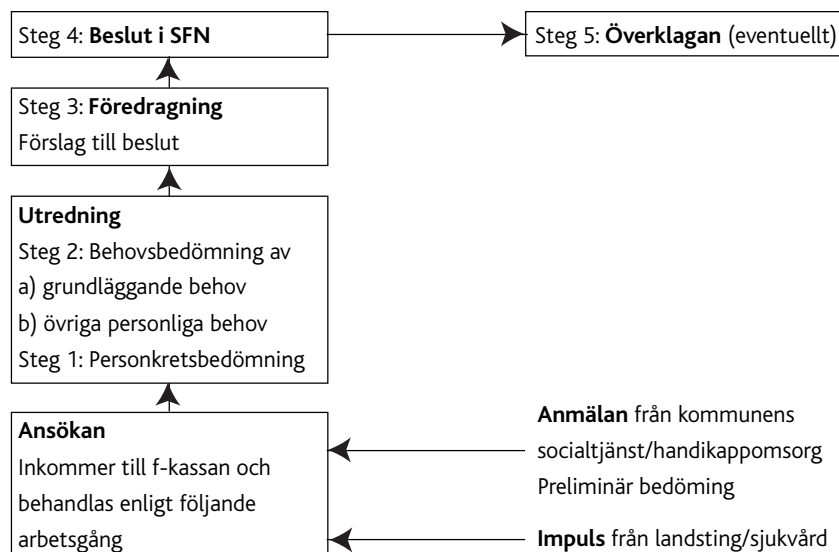 Steg 4: Beslut i SFN
Steg 5: Överklagan (eventuellt)
Steg 3: Föredragning
Förslag till beslut
Utredning
Steg 2: Behovsbedömning av
a) grundläggande behov
b) övriga personliga behov
Steg 1: Personkretsbedömning
Ansökan
Inkommer till f-kassan och
behandlas enligt följande
arbetsgång
Anmälan från kommunens
socialtjänst/handikappomsorg
Preliminär bedöming
Impuls från landsting/sjukvård